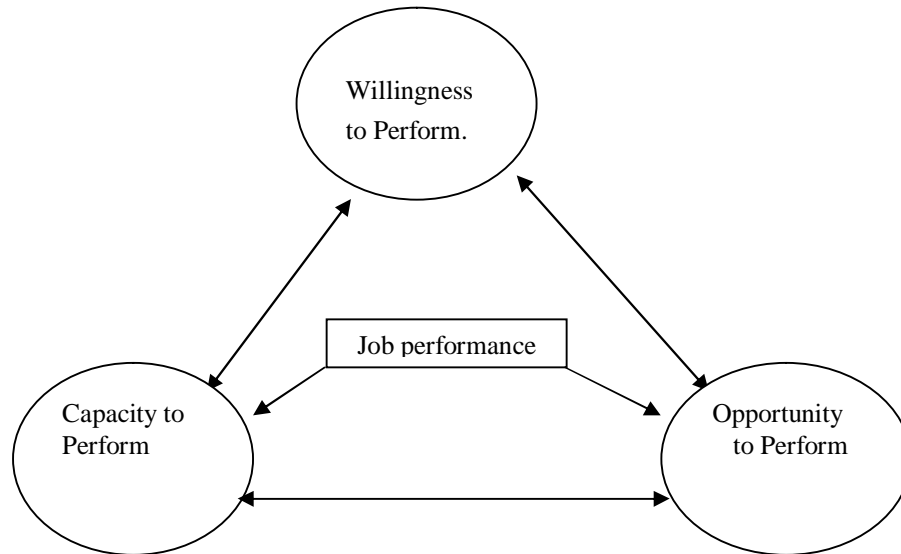 Willingness
to Perform.
Job performance
Capacity to
Perform
Opportunity
to Perform